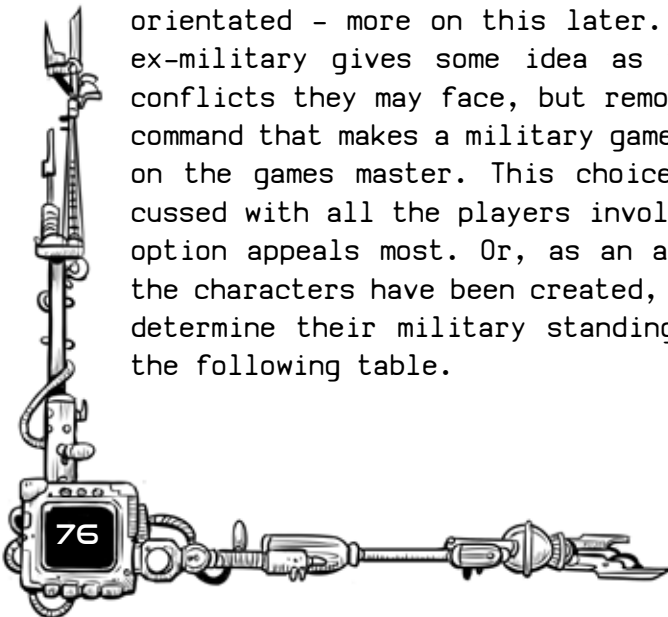 orientated – more on this later.
ex-military gives some idea as
conflicts they may face, but remo
command that makes a military game
on the games master. This choice
cussed with all the players invol
option appeals most. Or, as an a
the characters have been created,
determine their military standing
the following table.
76